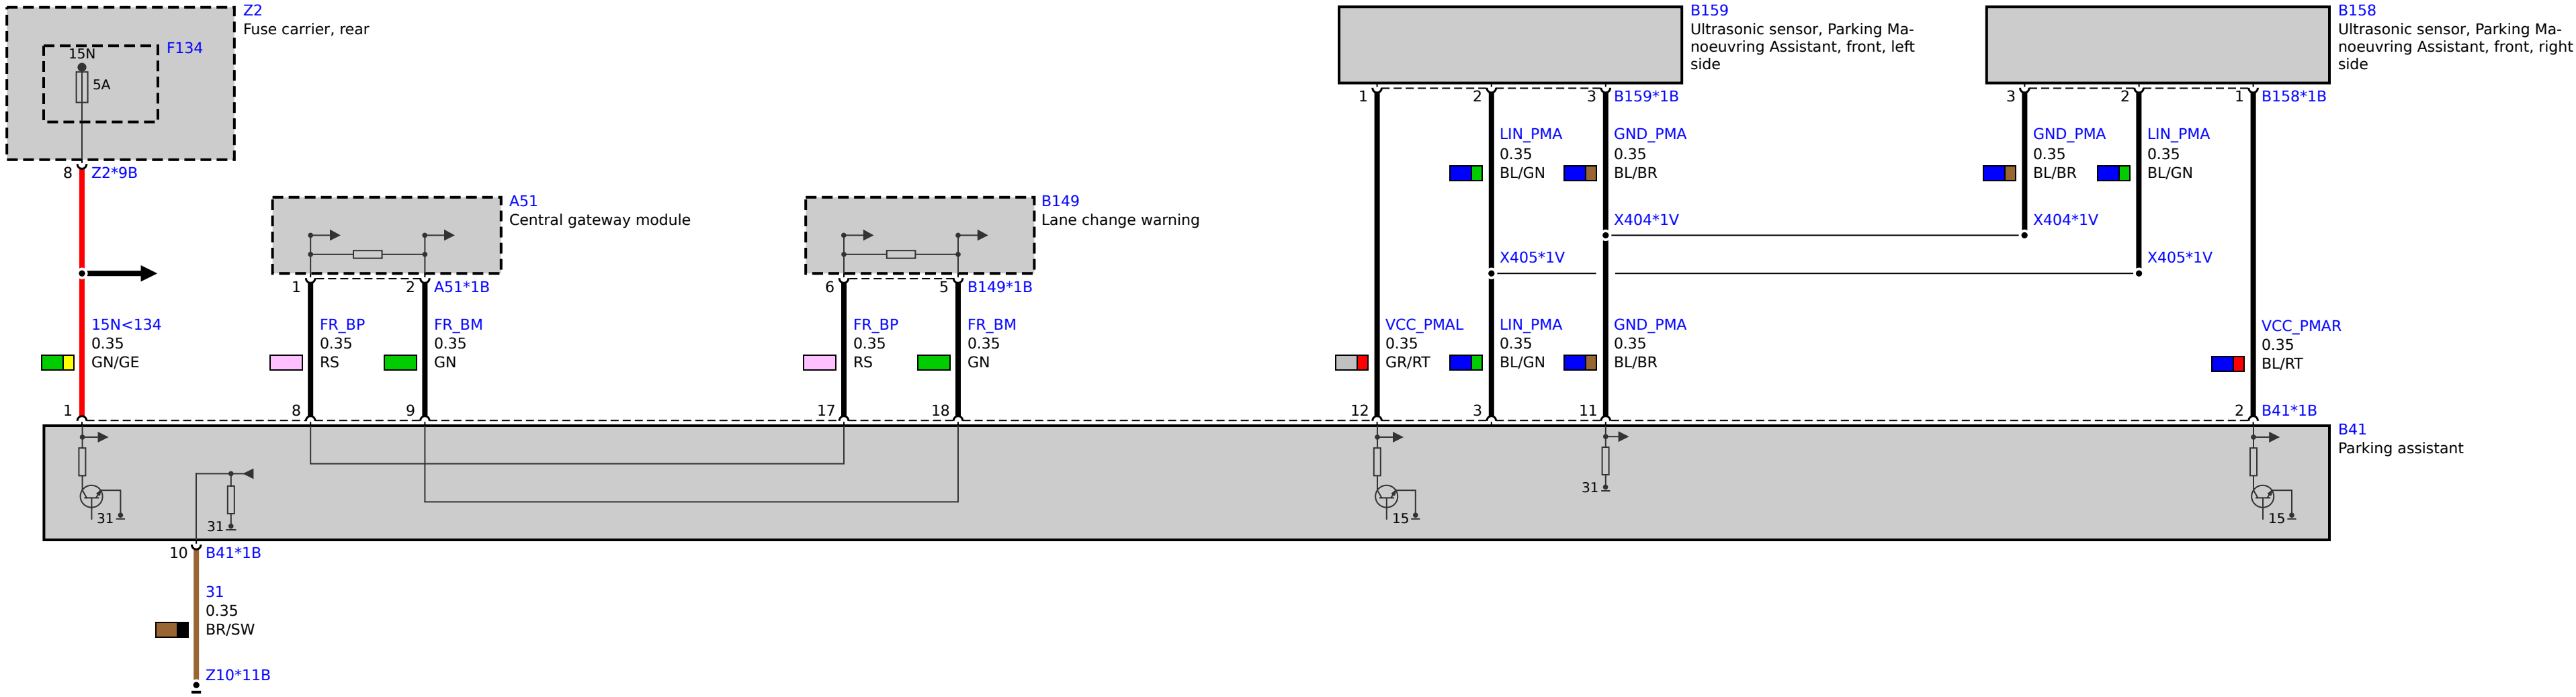 Z2
Fuse carrier, rear
F134
15N
5A
8
Z2*9B
15N<134
0.35
GN/GE
1
A51
Central gateway module
1
2
A51*1B
FR_BP
0.35
RS
FR_BM
0.35
GN
8
9
B149
Lane change warning
6
5
B149*1B
FR_BP
0.35
RS
FR_BM
0.35
GN
17
18
B159
Ultrasonic sensor, Parking Ma-
noeuvring Assistant, front, left
side
1
2
3
B159*1B
LIN_PMA
0.35
BL/GN
GND_PMA
0.35
BL/BR
X404*1V
X405*1V
VCC_PMAL
0.35
GR/RT
LIN_PMA
0.35
BL/GN
GND_PMA
0.35
BL/BR
12
3
11
B158
Ultrasonic sensor, Parking Ma-
noeuvring Assistant, front, right
side
3
2
1
B158*1B
GND_PMA
0.35
BL/BR
LIN_PMA
0.35
BL/GN
X404*1V
X405*1V
VCC_PMAR
0.35
BL/RT
2
B41*1B
B41
Parking assistant
31
31
15
31
15
10
B41*1B
31
0.35
BR/SW
Z10*11B